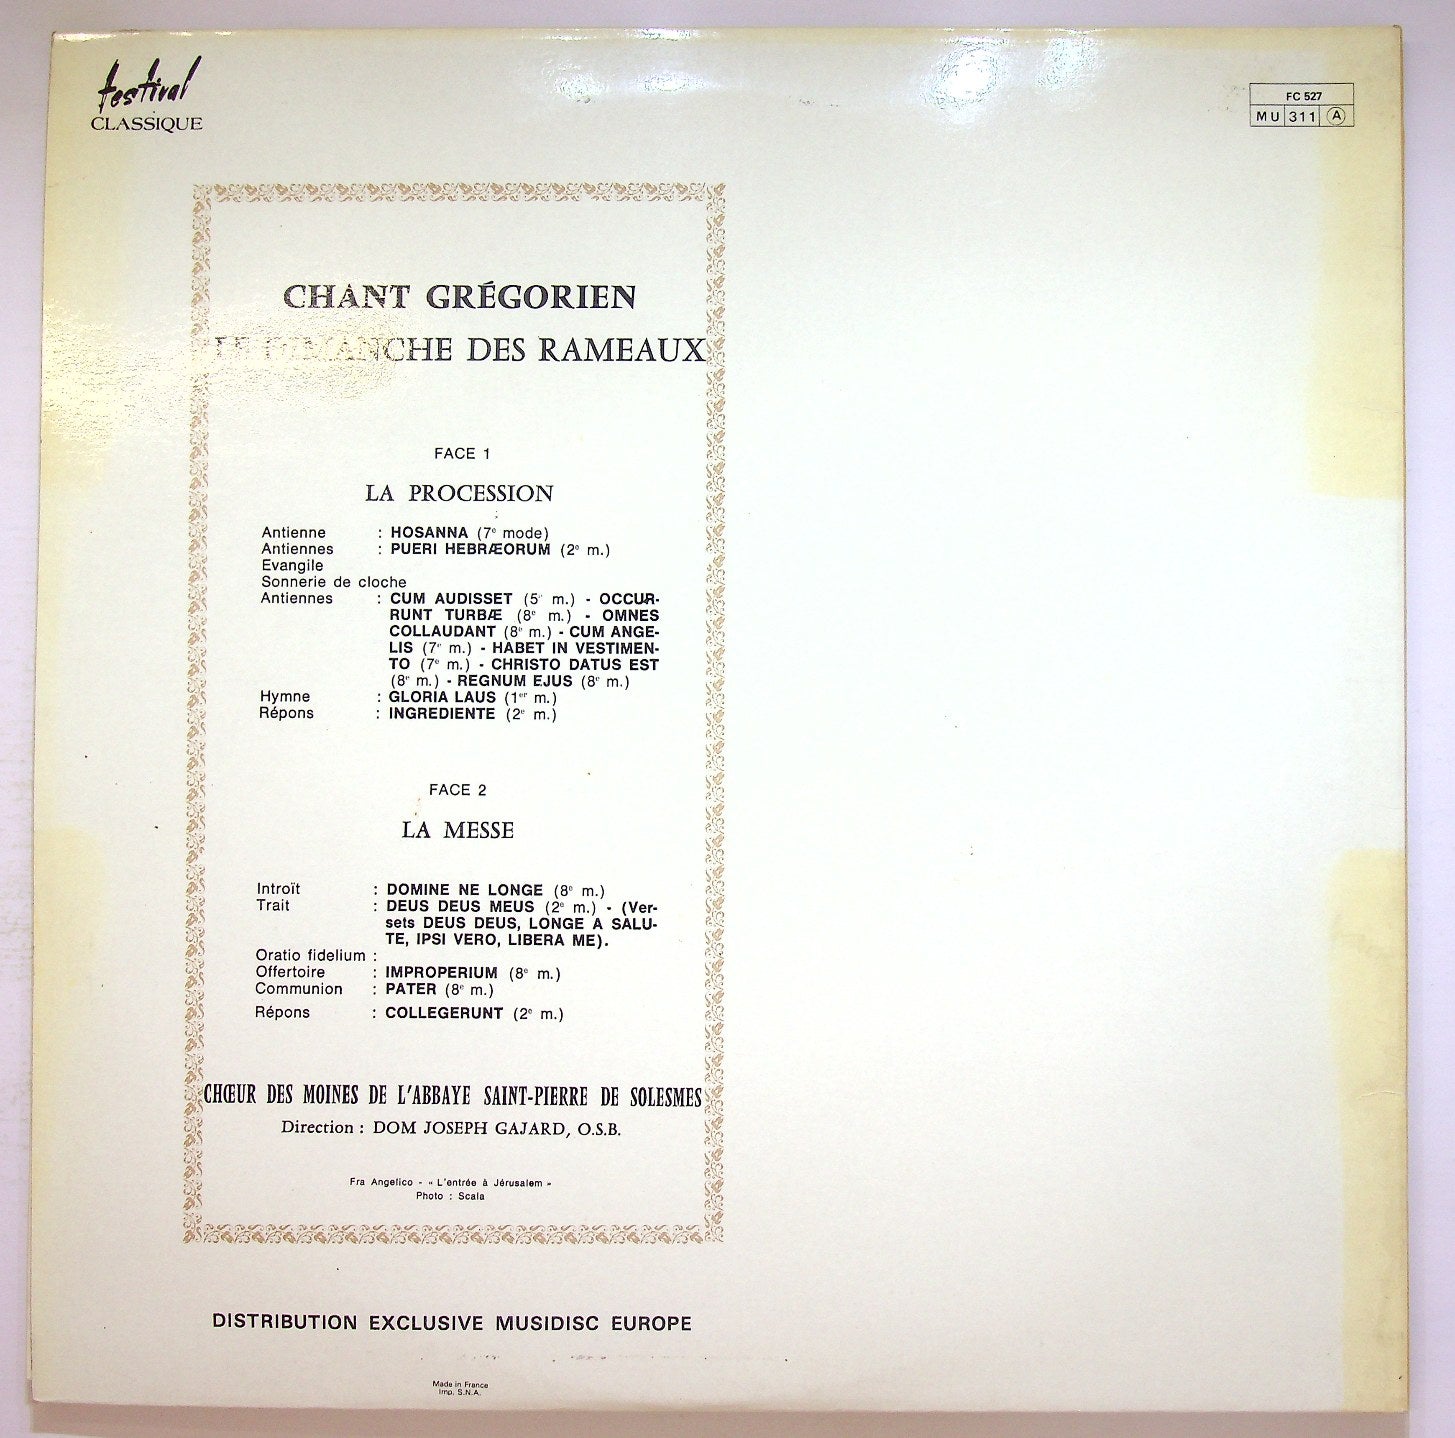 festival
CLASSIQUE
FC 527
MU 311 A
CHANT GRÉGORIEN
LE DIMANCHE DES RAMEAUX
FACE 1
LA PROCESSION
Antienne : HOSANNA (7e mode)
Antiennes : PUERI HEBRÆORUM (2e m.)
Evangile
Sonnerie de cloche
Antiennes : CUM AUDISSET (5e m.) - OCCUR-
RUNT TURBÆ (8e m.) - OMNES
COLLAUDANT (8e m.) - CUM ANGE-
LIS (7e m.) - HABET IN VESTIMEN-
TO (7e m.) - CHRISTO DATUS EST
(8e m.) - REGNUM EJUS (8e m.)
Hymne : GLORIA LAUS (1er m.)
Répons : INGREDIENTE (2e m.)
FACE 2
LA MESSE
Introït : DOMINE NE LONGE (8e m.)
Trait : DEUS DEUS MEUS (2e m.) - (Ver-
sets DEUS DEUS, LONGE A SALU-
TE, IPSI VERO, LIBERA ME).
Oratio fidelium :
Offertoire : IMPROPERIUM (8e m.)
Communion : PATER (8e m.)
Répons : COLLEGERUNT (2e m.)
CHŒUR DES MOINES DE L'ABBAYE SAINT-PIERRE DE SOLESMES
Direction : DOM JOSEPH GAJARD, O.S.B.
Fra Angelico - « L'entrée à Jérusalem »
Photo : Scala
DISTRIBUTION EXCLUSIVE MUSIDISC EUROPE
Made in France
Imp. S.N.A.